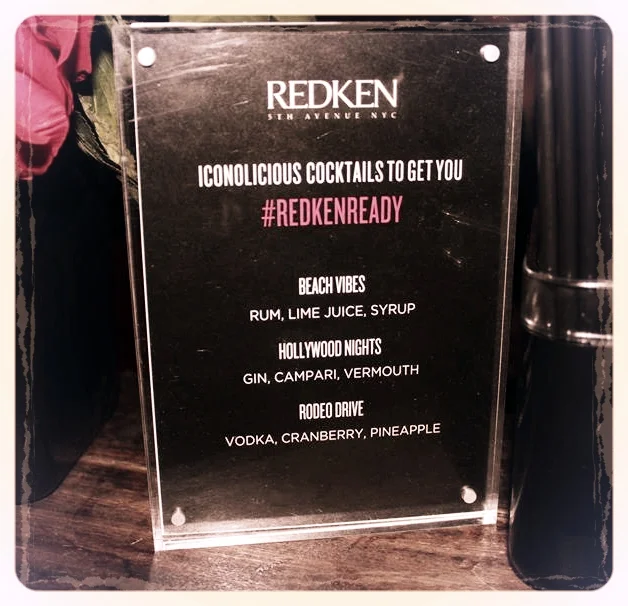 REDKEN
5TH AVENUE NYC
ICONOLICIOUS COCKTAILS TO GET YOU
#REDKENREADY
BEACH VIBES
RUM, LIME JUICE, SYRUP
HOLLYWOOD NIGHTS
GIN, CAMPARI, VERMOUTH
RODEO DRIVE
VODKA, CRANBERRY, PINEAPPLE